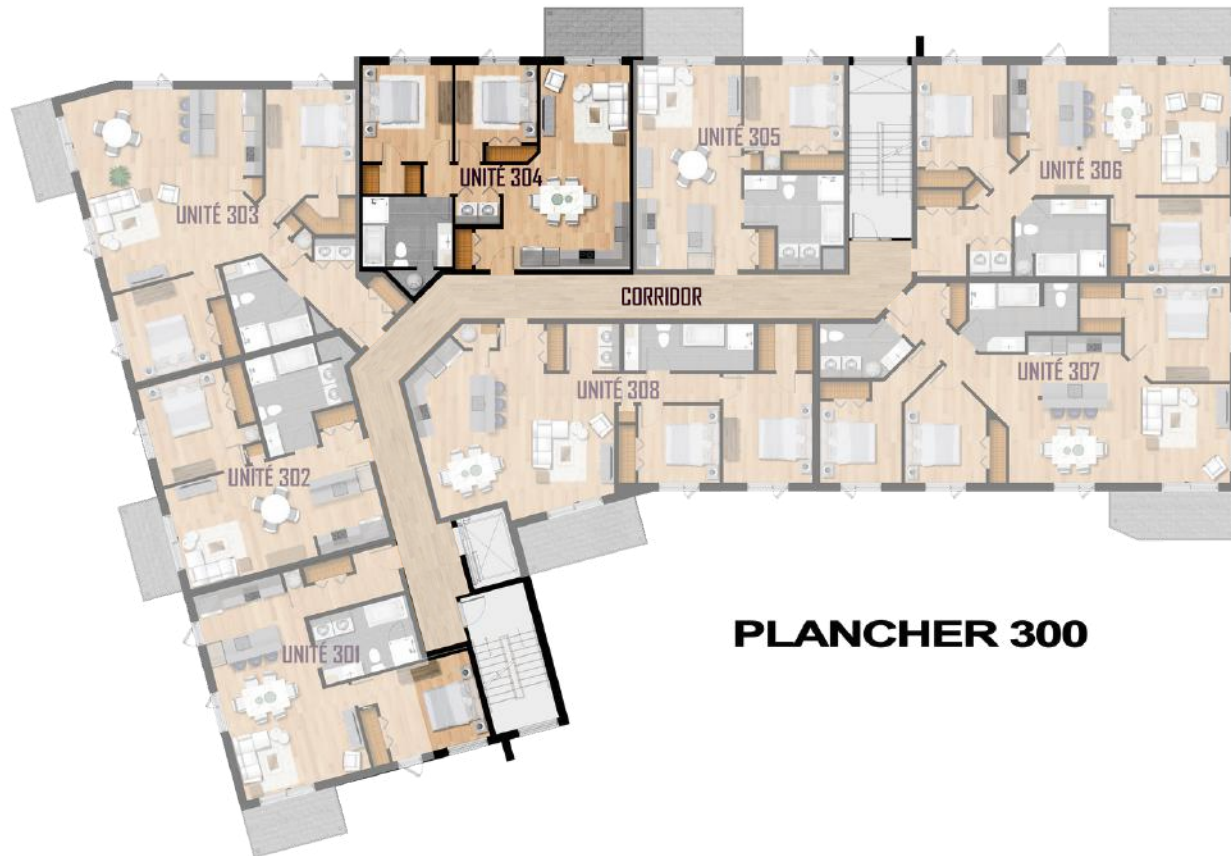 UNITÉ 303
UNITÉ 304
UNITÉ 305
UNITÉ 306
CORRIDOR
UNITÉ 302
UNITÉ 308
UNITÉ 307
UNITÉ 301
PLANCHER 300